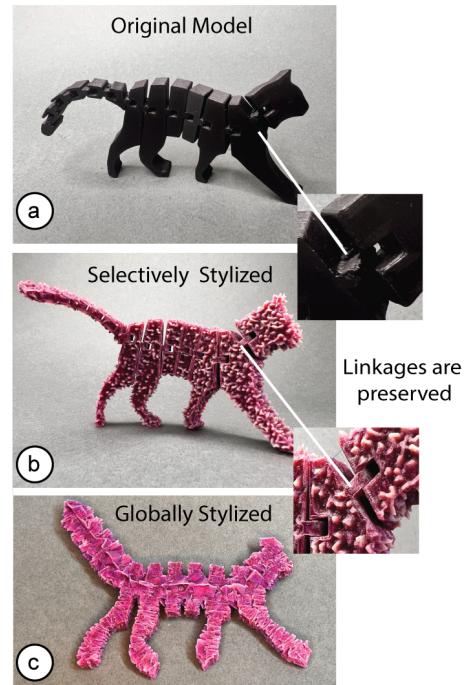 Original Model
a
Selectively Stylized
Linkages are
preserved
b
Globally Stylized
c